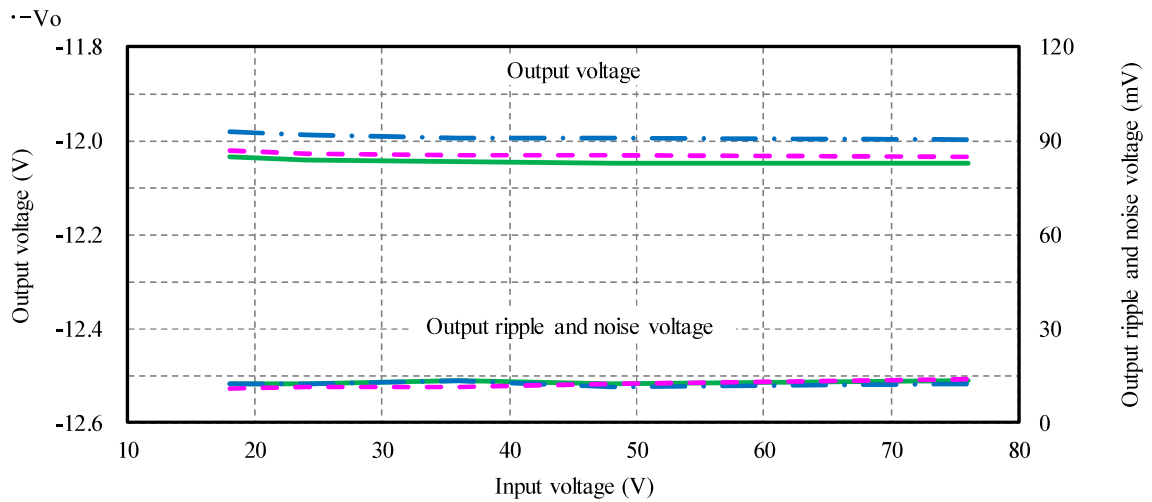 ·−Vo
-11.8
-12.0
-12.2
-12.4
-12.6
Output voltage (V)
Output voltage
Output ripple and noise voltage
120
90
60
30
0
Output ripple and noise voltage (mV)
10 20 30 40 50 60 70 80
Input voltage (V)